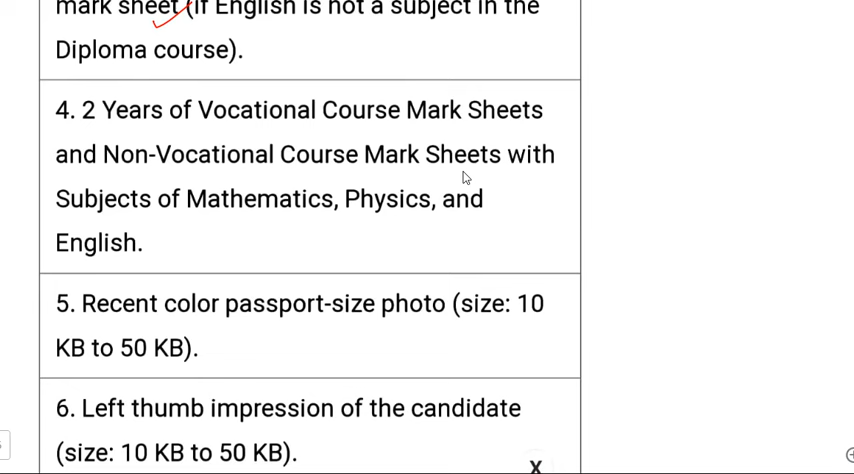 mark sheet (if English is not a subject in the
Diploma course).
4. 2 Years of Vocational Course Mark Sheets
and Non-Vocational Course Mark Sheets with
Subjects of Mathematics, Physics, and
English.
5. Recent color passport-size photo (size: 10
KB to 50 KB).
6. Left thumb impression of the candidate
(size: 10 KB to 50 KB).
X